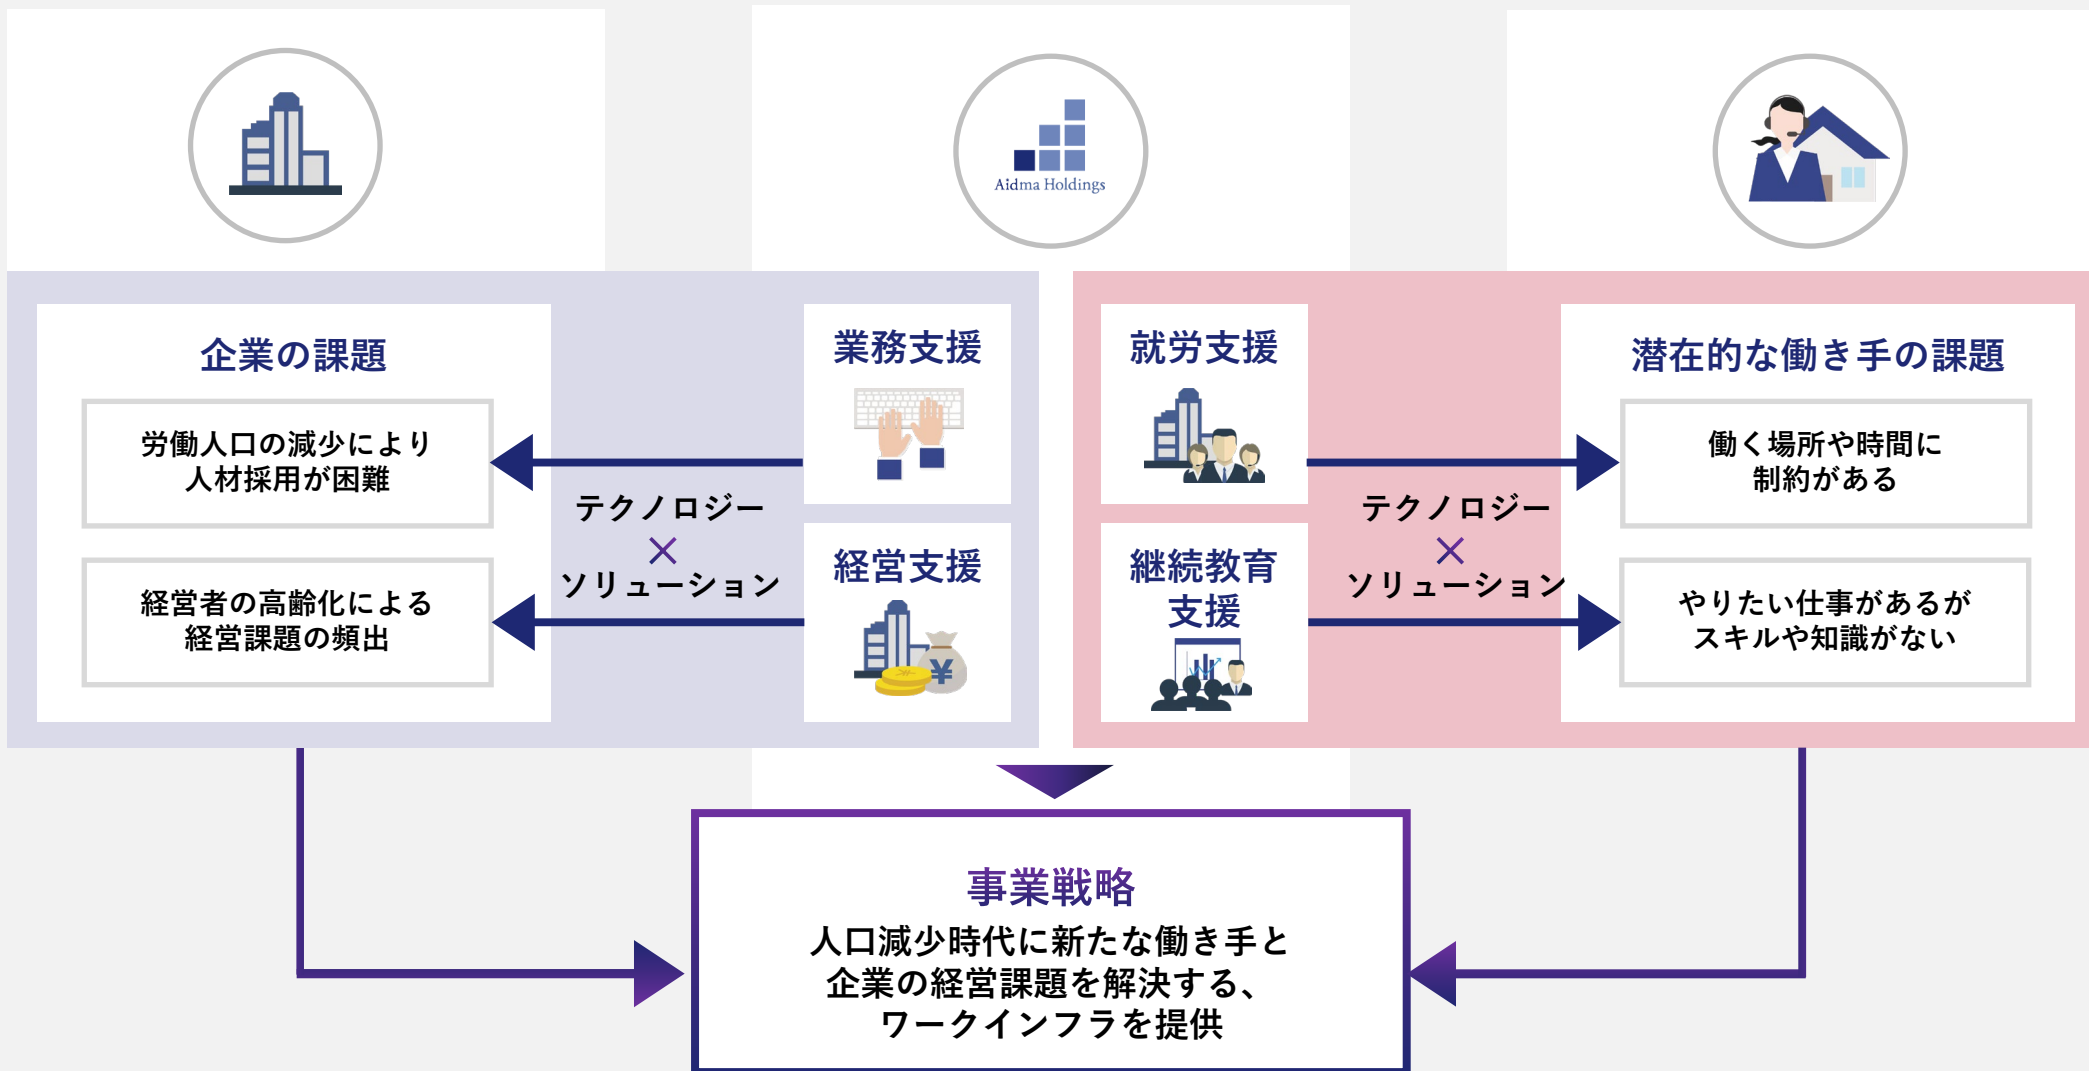 Aidma Holdings
企業の課題
労働人口の減少により
人材採用が困難
経営者の高齢化による
経営課題の頻出
テクノロジー
×
ソリューション
業務支援
経営支援
¥
就労支援
継続教育
支援
テクノロジー
×
ソリューション
潜在的な働き手の課題
働く場所や時間に
制約がある
やりたい仕事があるが
スキルや知識がない
事業戦略
人口減少時代に新たな働き手と
企業の経営課題を解決する、
ワークインフラを提供